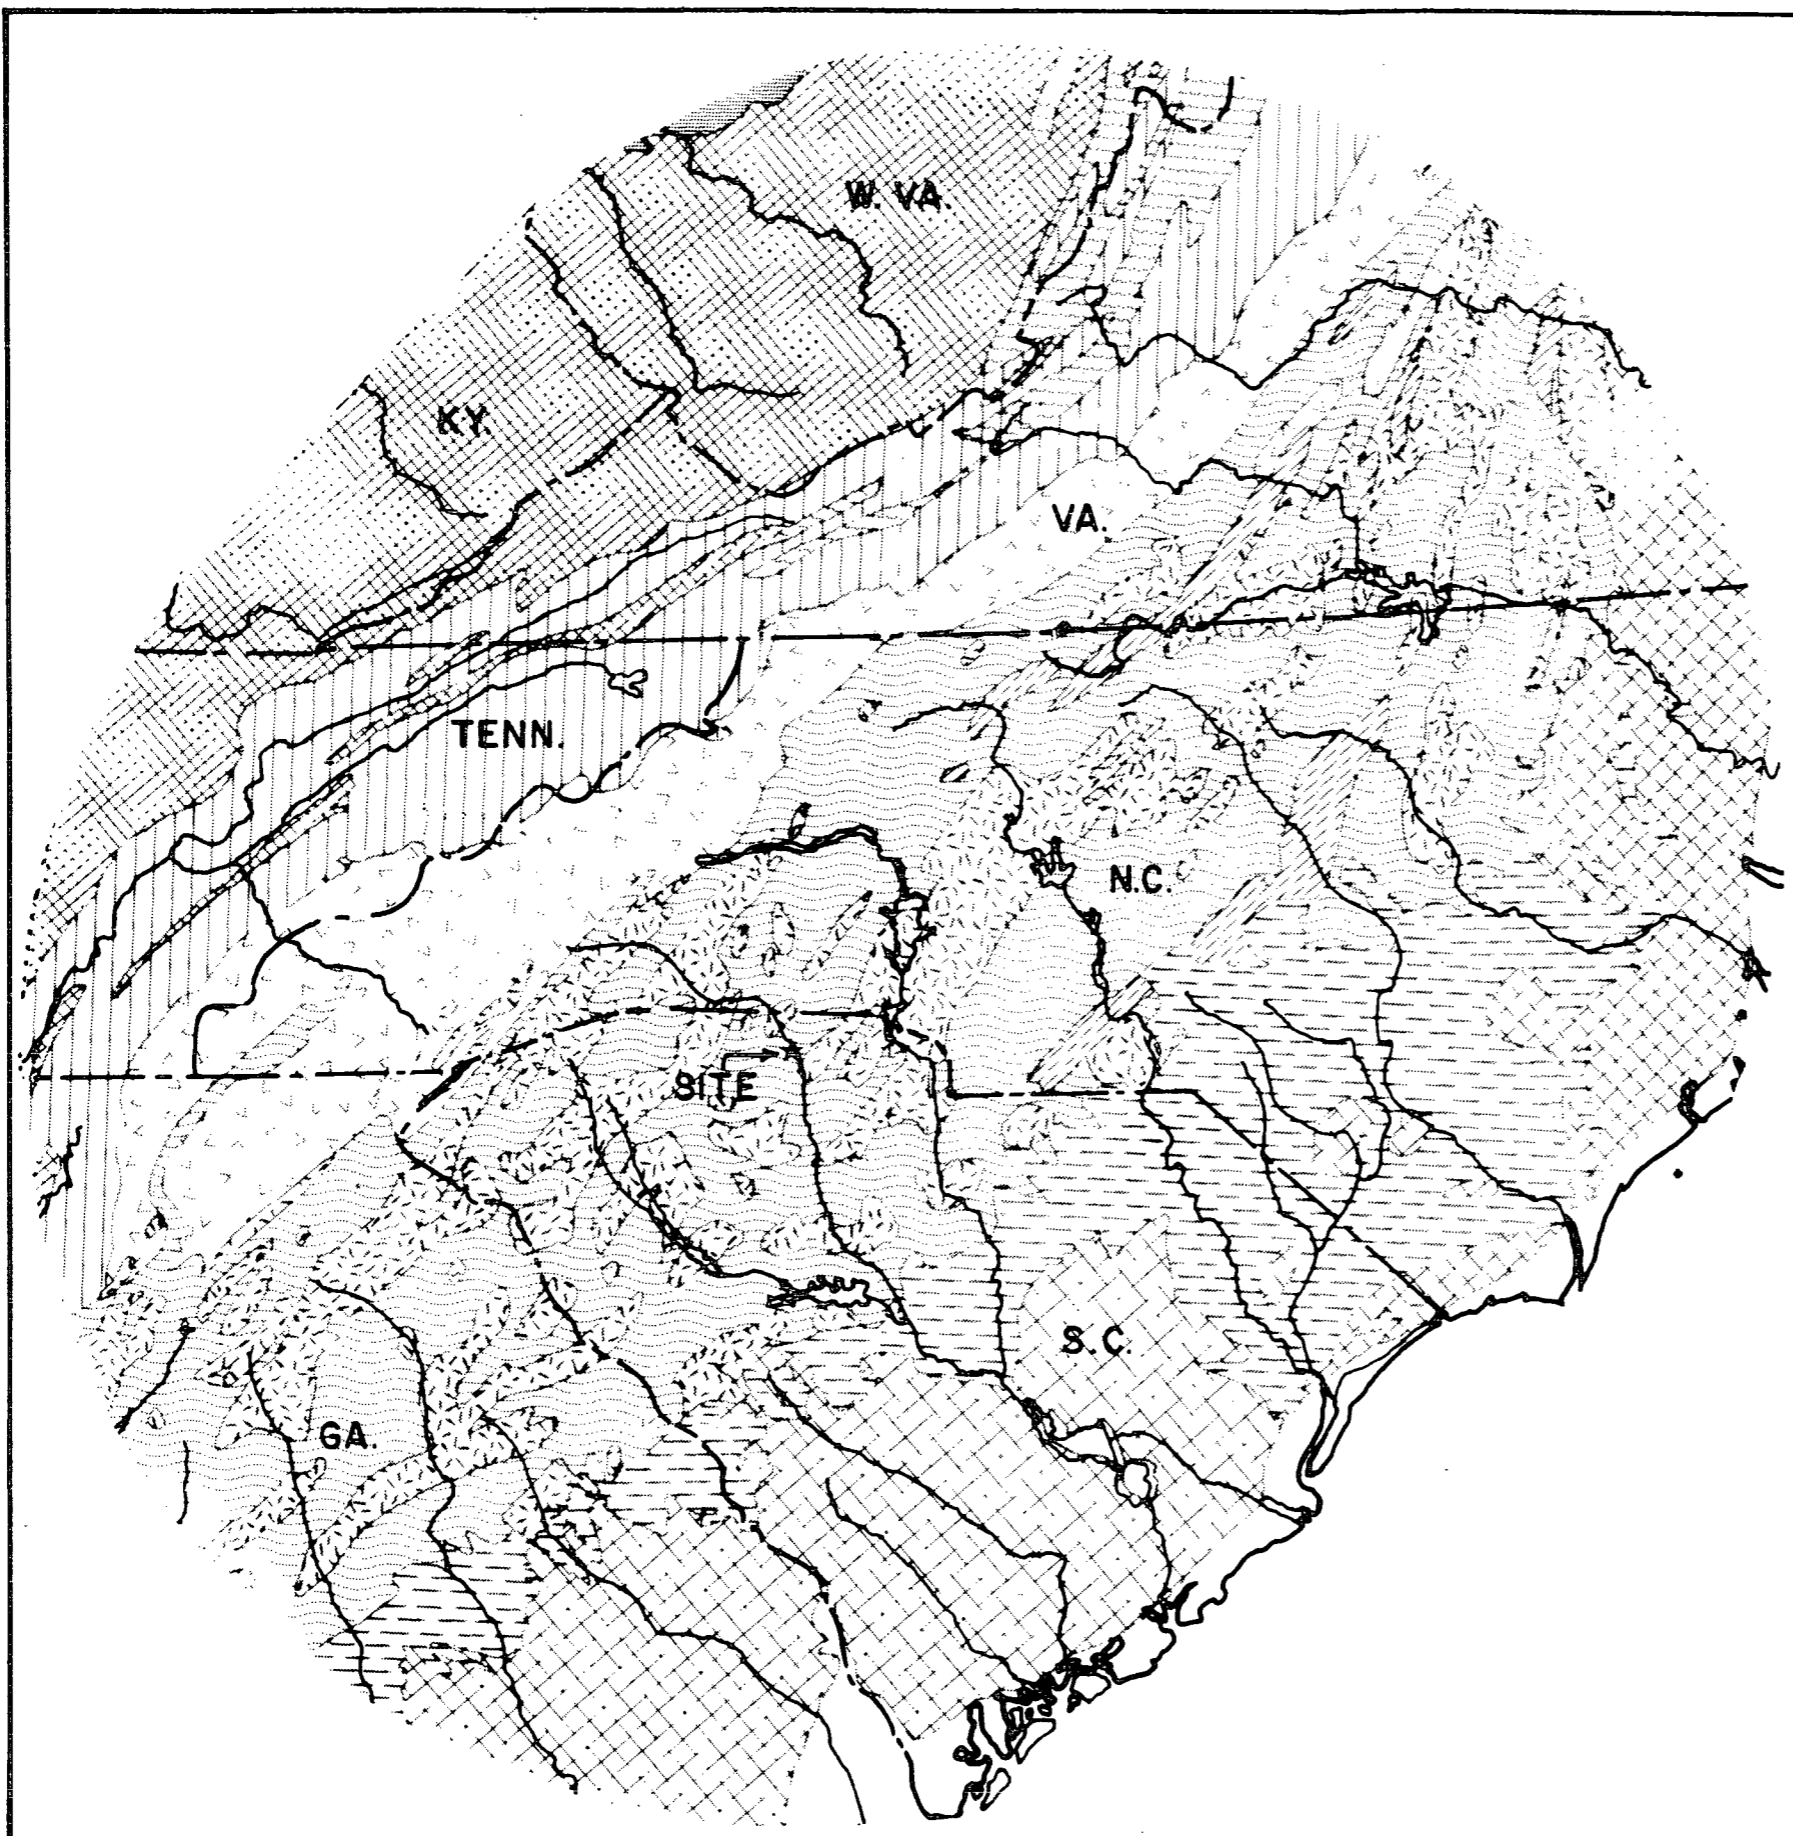 W. VA.
KY.
VA.
TENN.
N.C.
SITE
S.C.
GA.